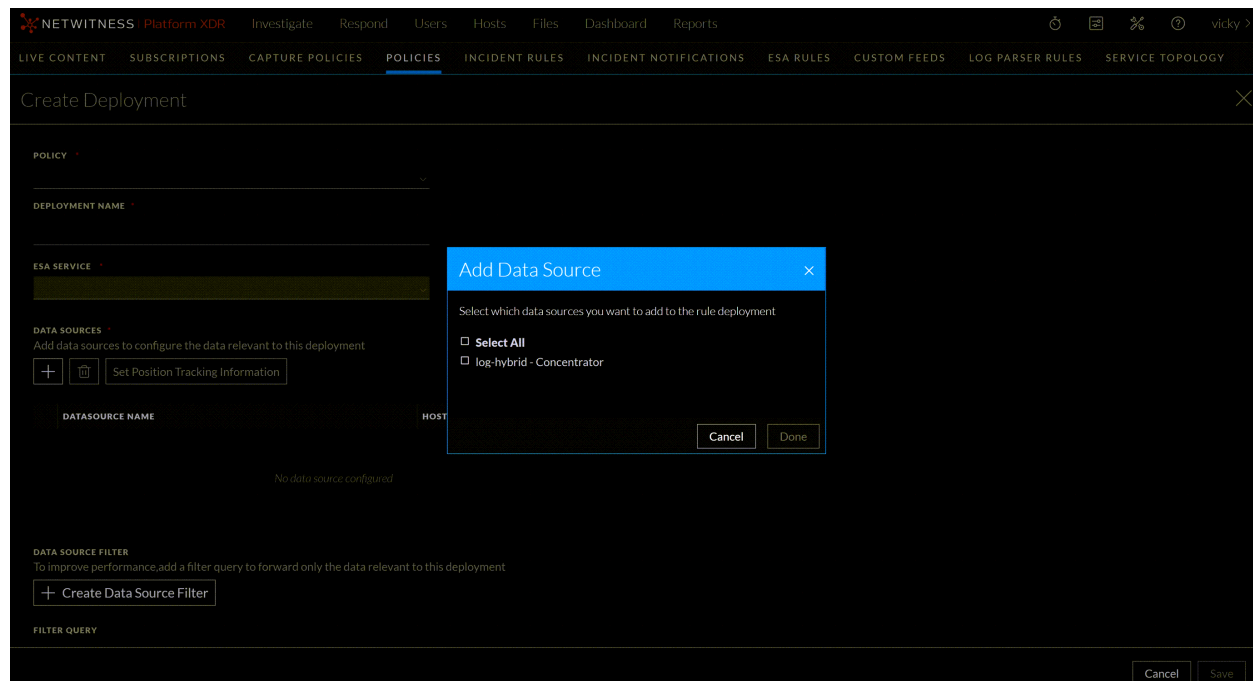 NETWITNESS Platform XDR Investigate Respond Users Hosts Files Dashboard Reports vicky >
LIVE CONTENT SUBSCRIPTIONS CAPTURE POLICIES POLICIES INCIDENT RULES INCIDENT NOTIFICATIONS ESA RULES CUSTOM FEEDS LOG PARSER RULES SERVICE TOPOLOGY
Create Deployment
POLICY *
DEPLOYMENT NAME *
ESA SERVICE *
DATA SOURCES *
Add data sources to configure the data relevant to this deployment
Set Position Tracking Information
DATASOURCE NAME HOST
No data source configured
Add Data Source
Select which data sources you want to add to the rule deployment
Select All
log-hybrid - Concentrator
Cancel Done
DATA SOURCE FILTER
To improve performance,add a filter query to forward only the data relevant to this deployment
+ Create Data Source Filter
FILTER QUERY
Cancel Save